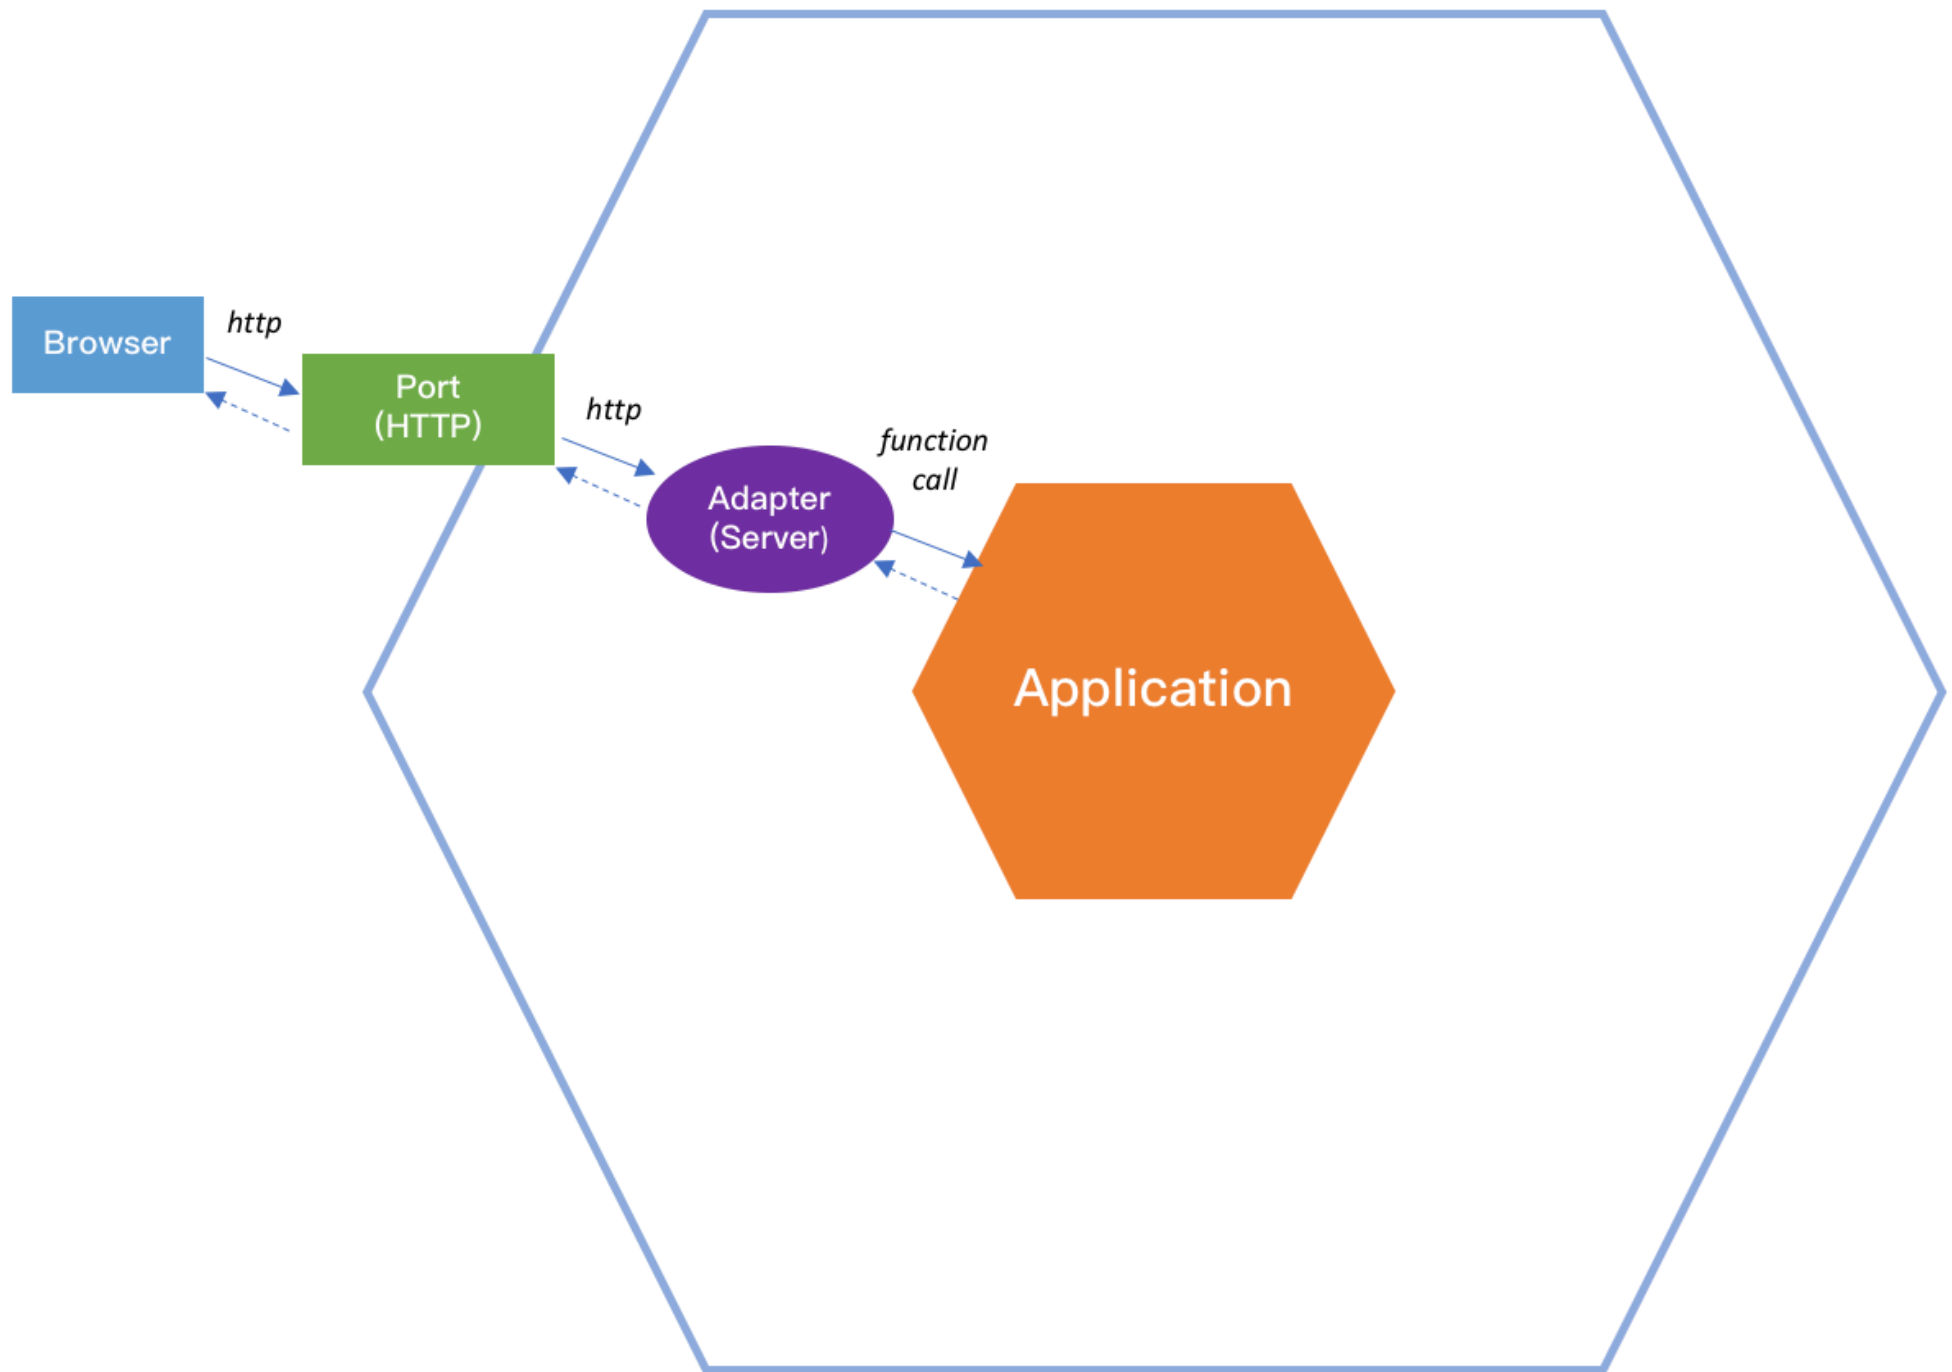 Browser
http
Port
(HTTP)
http
Adapter
(Server)
function
call
Application